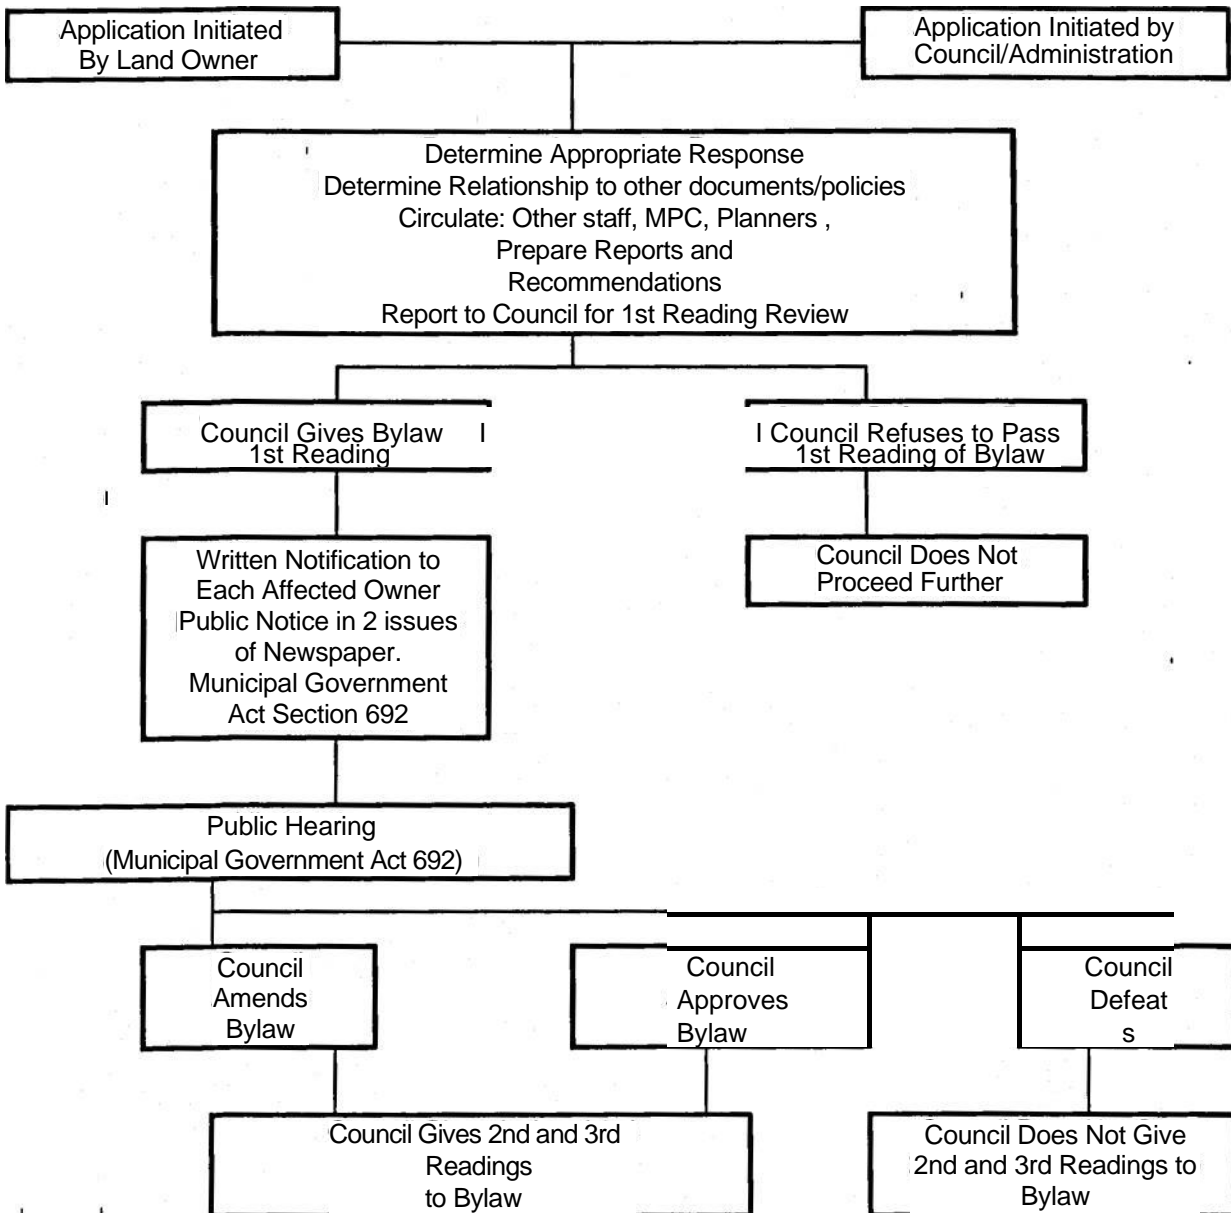 Application Initiated
By Land Owner
Application Initiated by
Council/Administration
Determine Appropriate Response
Determine Relationship to other documents/policies
Circulate: Other staff, MPC, Planners ,
Prepare Reports and
Recommendations
Report to Council for 1st Reading Review
Council Gives Bylaw I
1st Reading
I Council Refuses to Pass
1st Reading of Bylaw
Written Notification to
Each Affected Owner
Public Notice in 2 issues
of Newspaper.
Municipal Government
Act Section 692
Council Does Not
Proceed Further
Public Hearing
(Municipal Government Act 692)
Council
Amends
Bylaw
Council
Approves
Bylaw
Council
Defeat
s
Council Gives 2nd and 3rd
Readings
to Bylaw
Council Does Not Give
2nd and 3rd Readings to
Bylaw